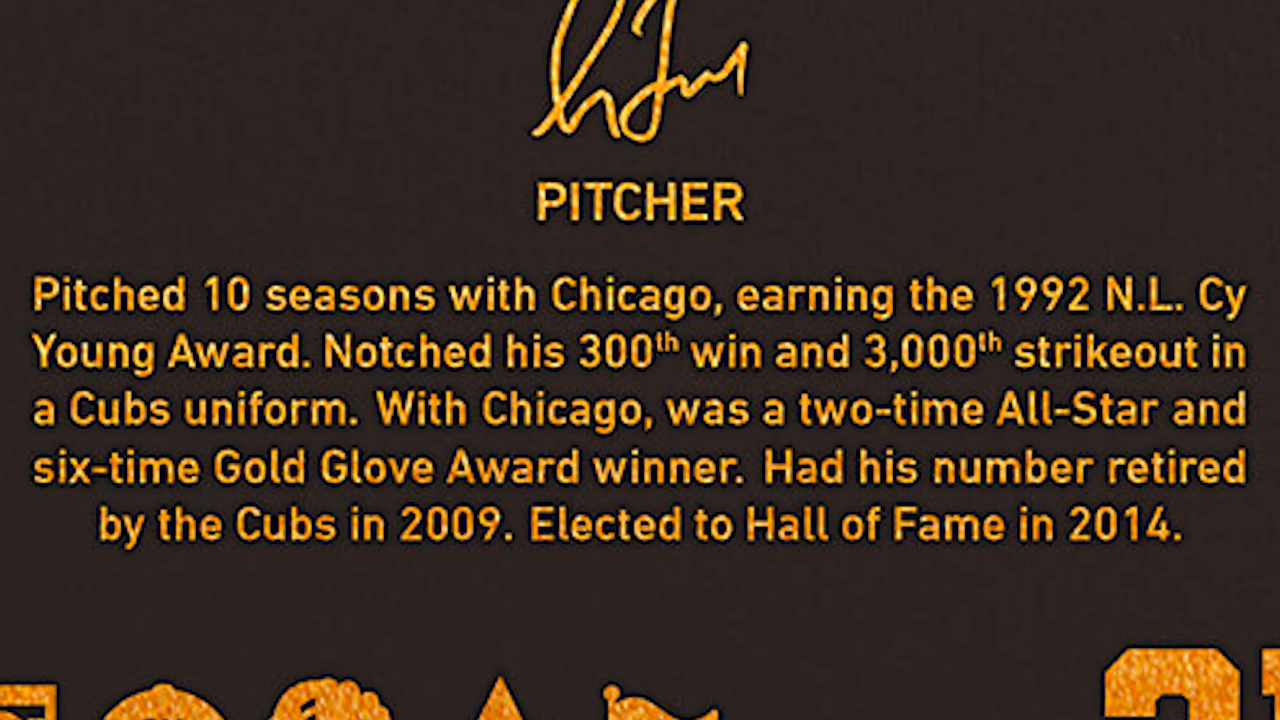 PITCHER
Pitched 10 seasons with Chicago, earning the 1992 N.L. Cy
Young Award. Notched his 300th win and 3,000th strikeout in
a Cubs uniform. With Chicago, was a two-time All-Star and
six-time Gold Glove Award winner. Had his number retired
by the Cubs in 2009. Elected to Hall of Fame in 2014.